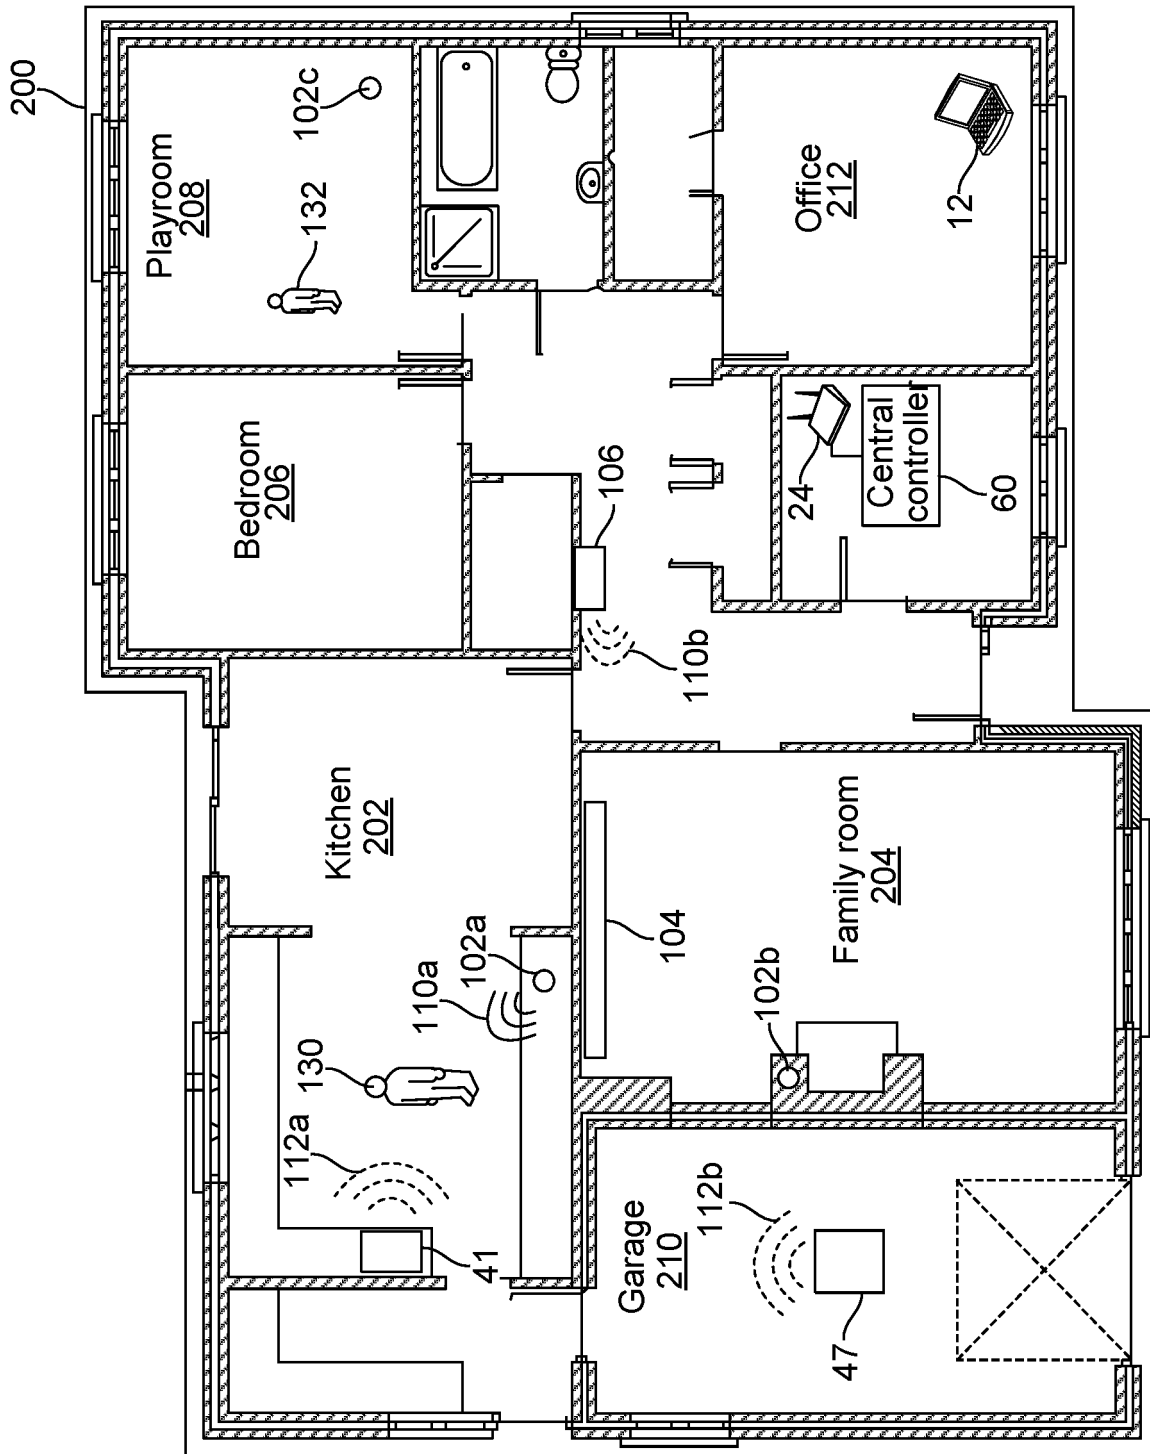 200
Playroom
208
Bedroom
206
112a
130
132
102c
Kitchen
202
110a
102a
41
106
Garage
210
104
110b
112b
102b
24
Office
212
Family room
204
47
Central
controller
12
60